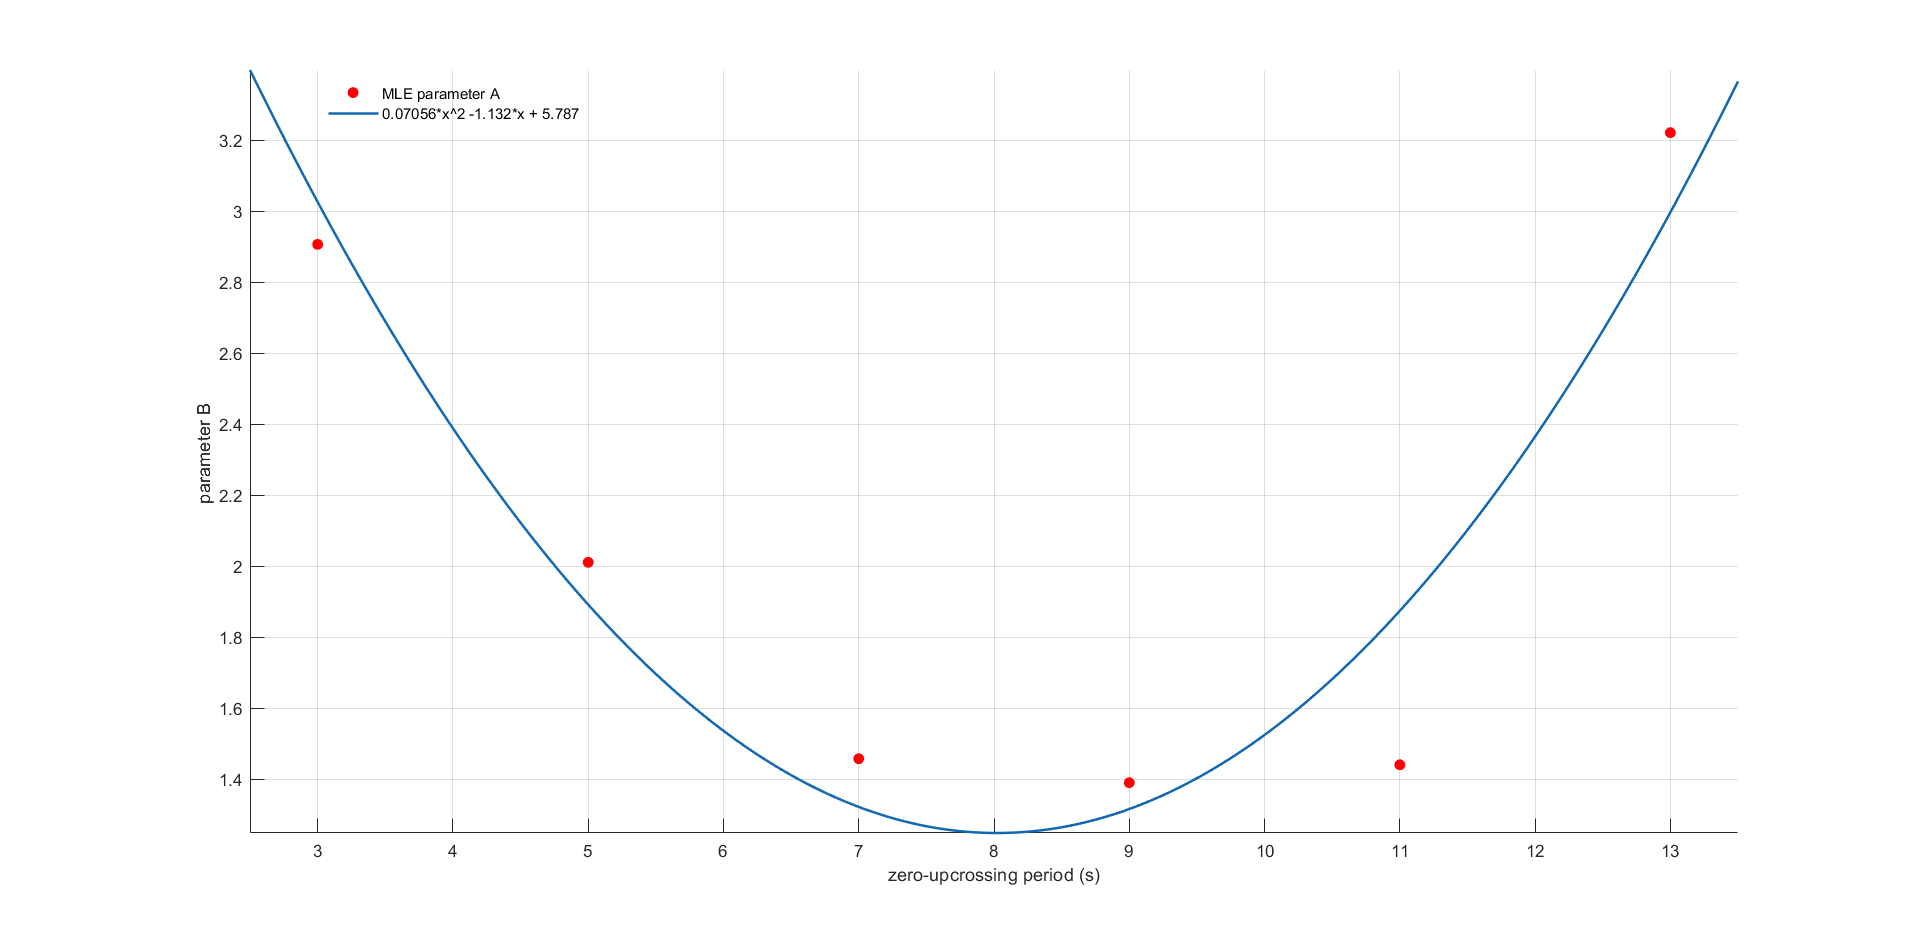 MLE parameter A
0.07056*x^2 -1.132*x + 5.787
3.2
3
2.8
2.6
2.4
2.2
2
1.8
1.6
1.4
parameter B
3 4 5 6 7 8 9 10 11 12 13
zero-upcrossing period (s)